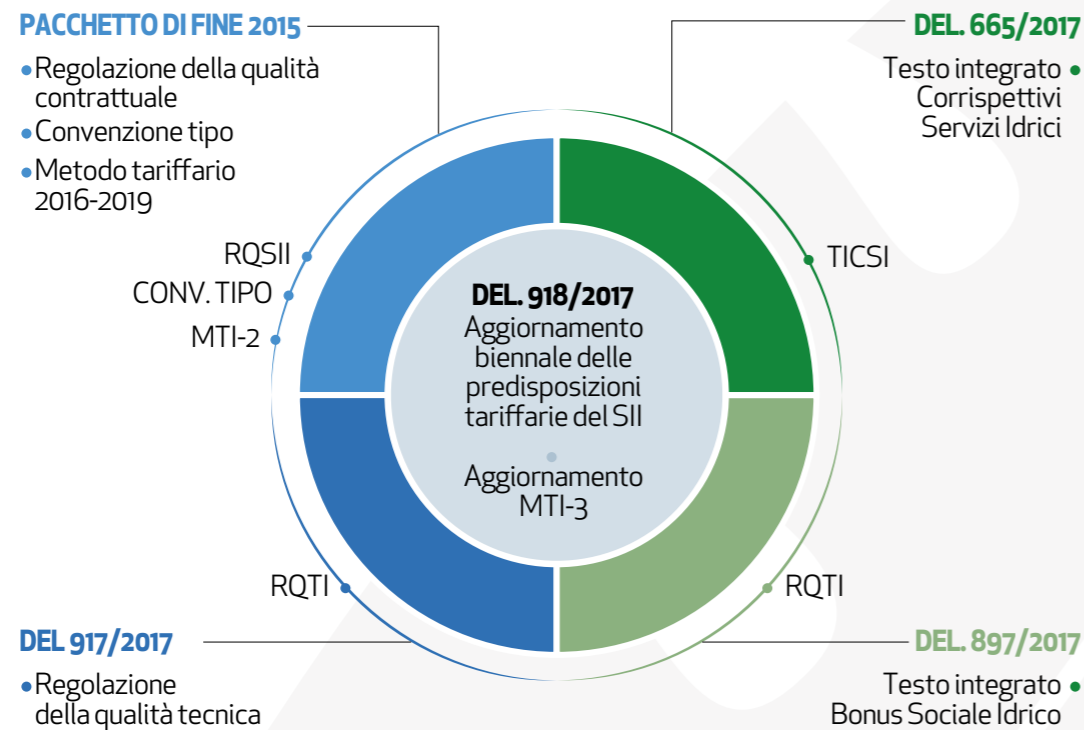 PACCHETTO DI FINE 2015
• Regolazione della qualità
contrattuale
• Convenzione tipo
• Metodo tariffario
2016-2019
RQSII
CONV. TIPO
MTI-2
DEL. 665/2017
Testo integrato •
Corrispettivi
Servizi Idrici
TICSI
DEL. 918/2017
Aggiornamento
biennale delle
predisposizioni
tariffarie del SII
•
Aggiornamento
MTI-3
RQTI
DEL 917/2017
• Regolazione
della qualità tecnica
RQTI
DEL. 897/2017
Testo integrato •
Bonus Sociale Idrico